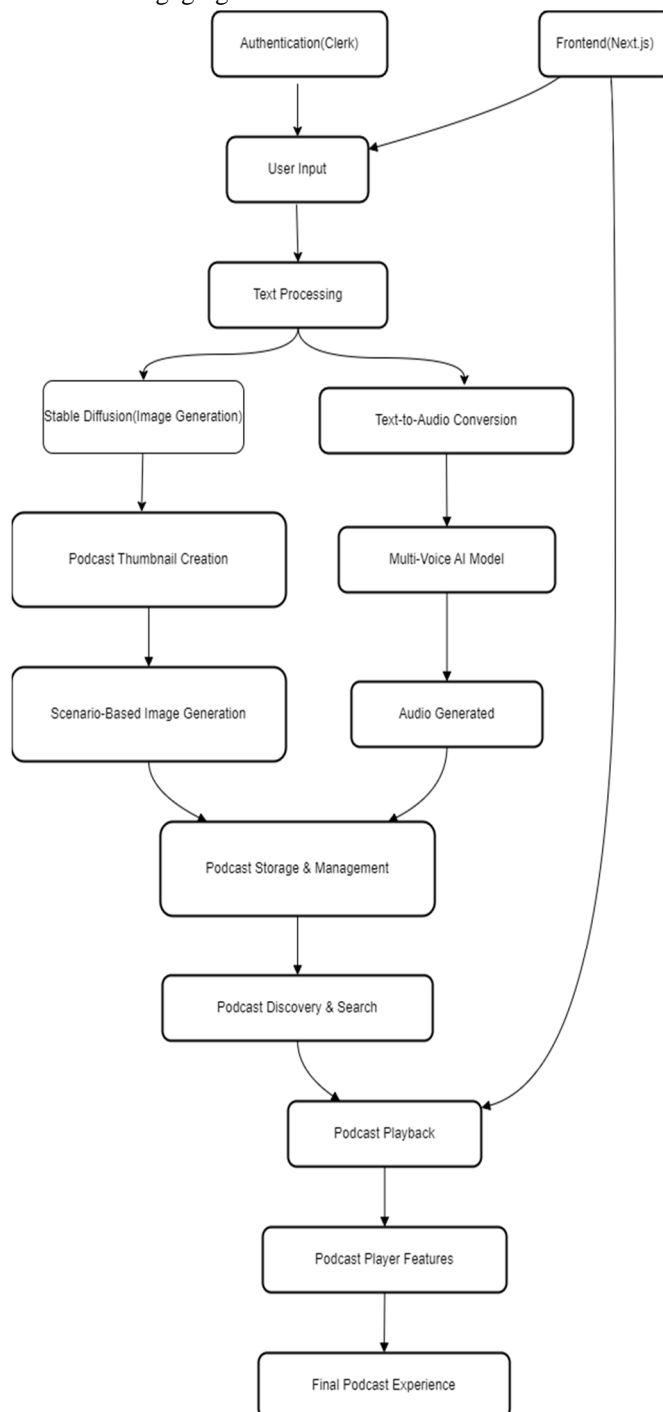 Authentication(Clerk)
Frontend(Next.js)
User Input
Text Processing
Stable Diffusion(Image Generation)
Text-to-Audio Conversion
Podcast Thumbnail Creation
Multi-Voice AI Model
Scenario-Based Image Generation
Audio Generated
Podcast Storage & Management
Podcast Discovery & Search
Podcast Playback
Podcast Player Features
Final Podcast Experience